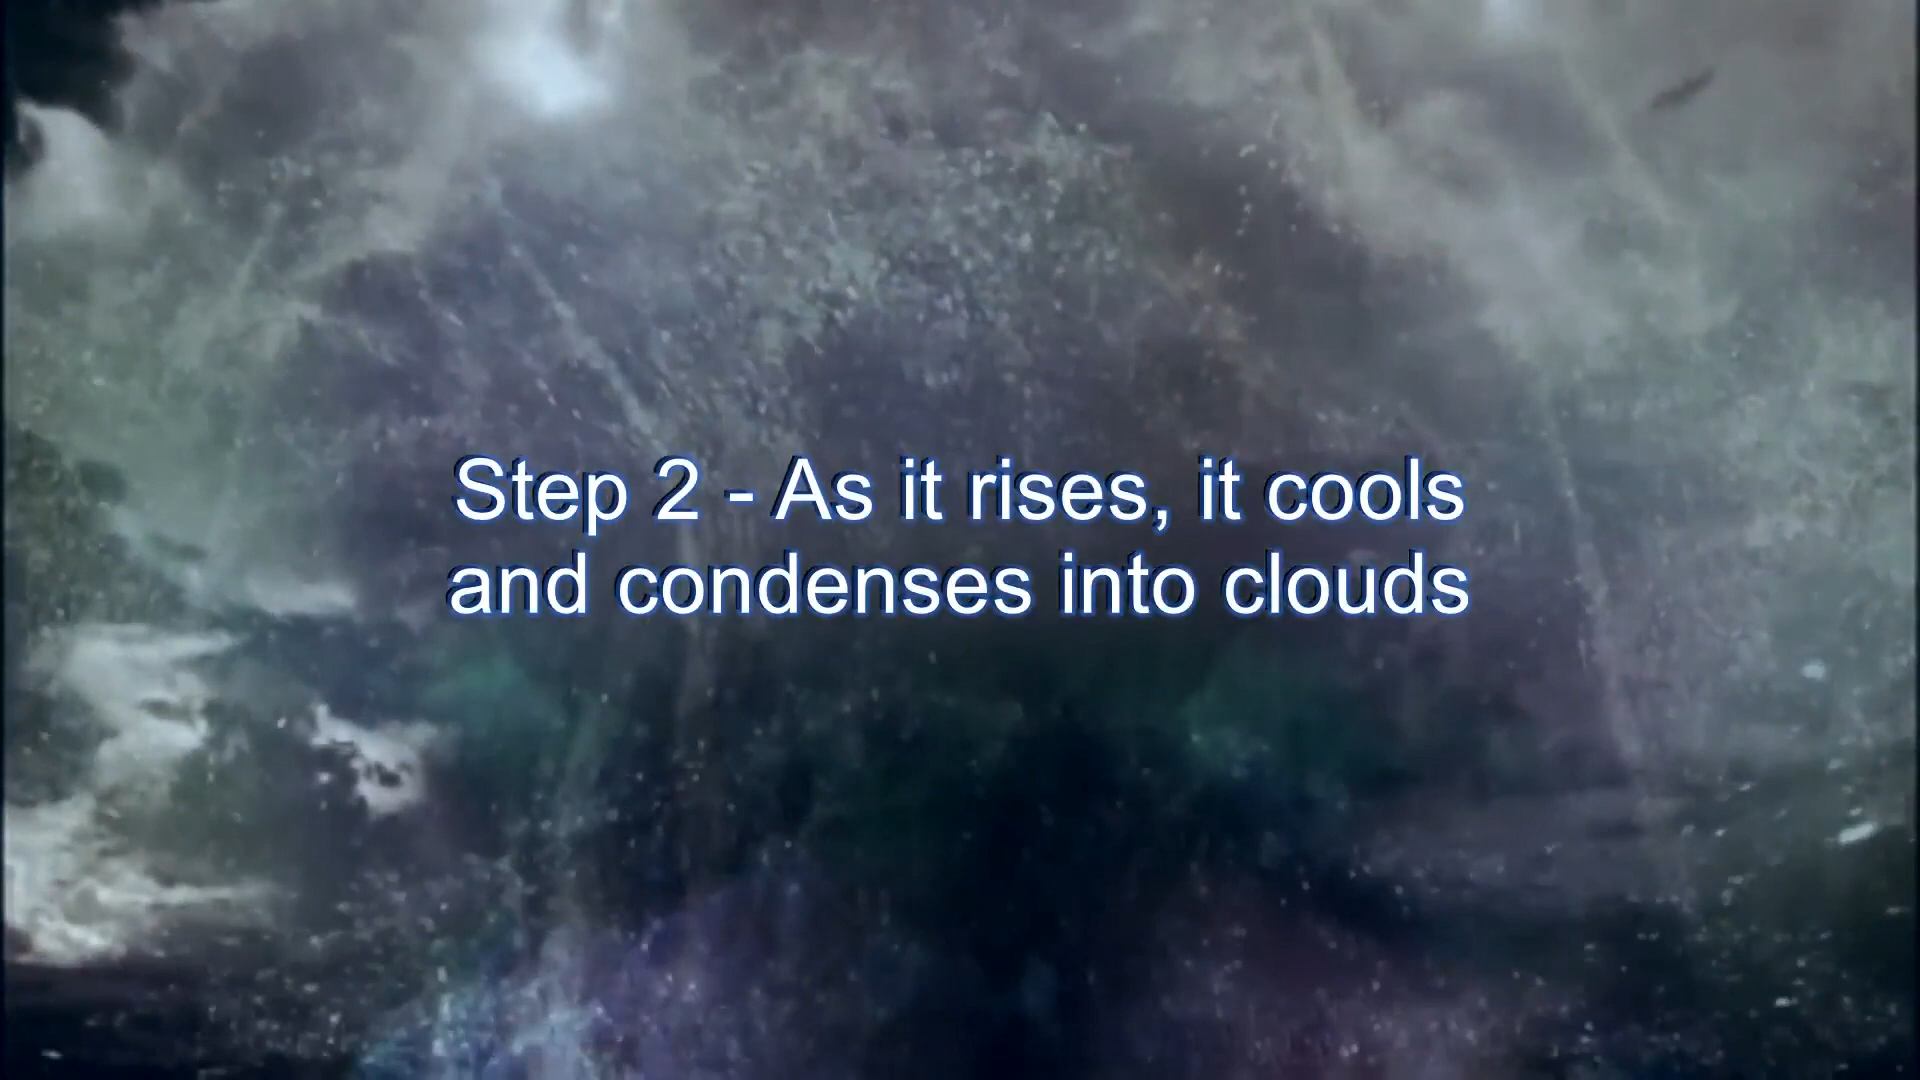 Step 2 - As it rises, it cools
and condenses into clouds